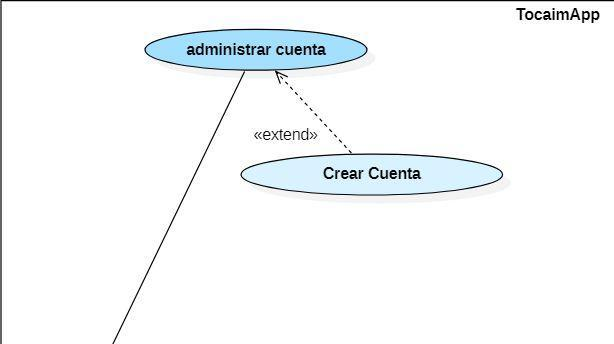 TocaimApp
administrar cuenta
«extend»
Crear Cuenta